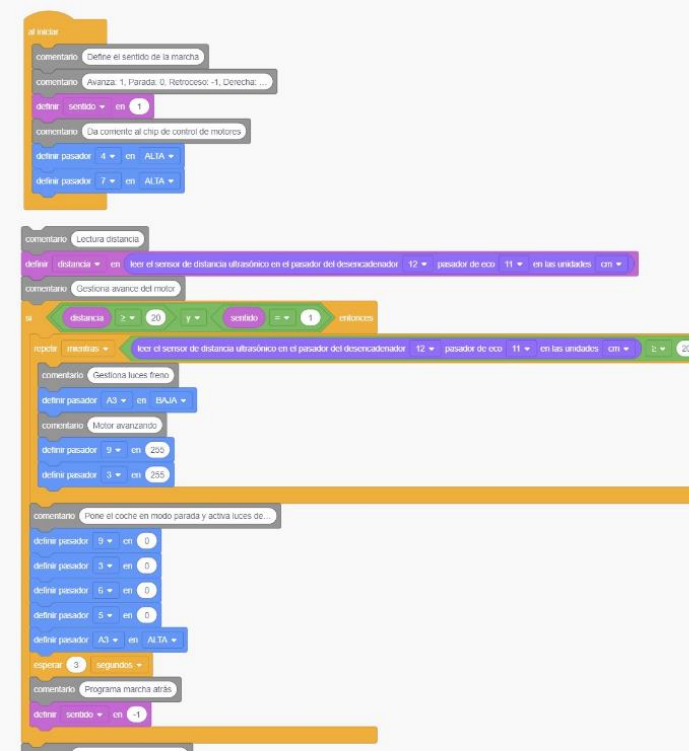 al iniciar
comentario Define el sentido de la marcha
comentario Avanza: 1, Parada: 0, Retroceso: -1, Derecha: ...
definir sentido en 1
comentario Da corriente al chip de control de motores
definir pasador 4 en ALTA
definir pasador 7 en ALTA
comentario Lectura distancia
definir distancia en leer el sensor de distancia ultrasónico en el pasador del desencadenador 12 pasador de eco 11 en las unidades cm
comentario Gestiona avance del motor
si distancia ≥ 20 y sentido = 1 entonces
repetir mientras leer el sensor de distancia ultrasónico en el pasador del desencadenador 12 pasador de eco 11 en las unidades cm ≥ 20
comentario Gestiona luces freno
definir pasador A3 en BAJA
comentario Motor avanzando
definir pasador 9 en 255
definir pasador 3 en 255
comentario Pone el coche en modo parada y activa luces de...
definir pasador 9 en 0
definir pasador 3 en 0
definir pasador 6 en 0
definir pasador 5 en 0
definir pasador A3 en ALTA
esperar 3 segundos
comentario Programa marcha atrás
definir sentido en -1